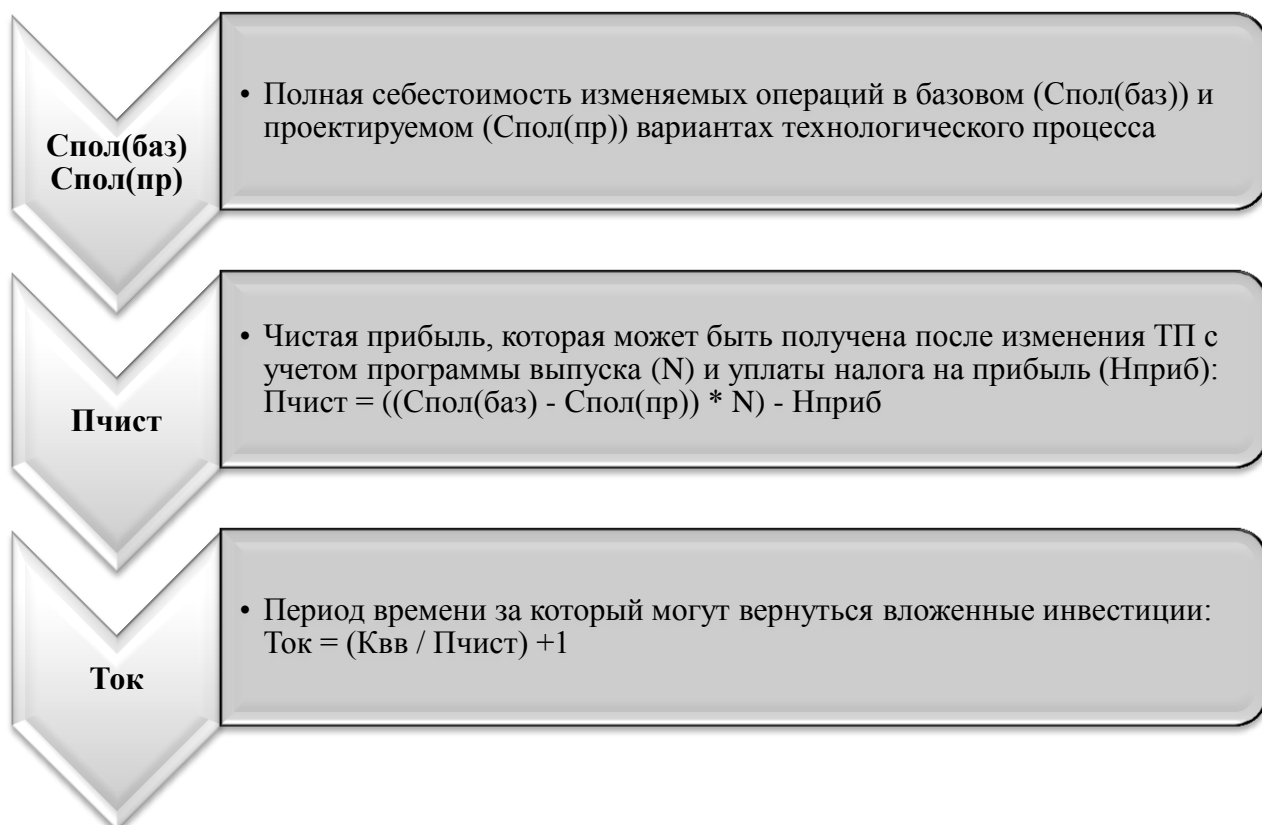 Спол(баз)
Спол(пр)
• Полная себестоимость изменяемых операций в базовом (Спол(баз)) и
проектируемом (Спол(пр)) вариантах технологического процесса
Пчист
• Чистая прибыль, которая может быть получена после изменения ТП с
учетом программы выпуска (N) и уплаты налога на прибыль (Нприб):
Пчист = ((Спол(баз) - Спол(пр)) * N) - Нприб
Ток
• Период времени за который могут вернуться вложенные инвестиции:
Ток = (Квв / Пчист) +1